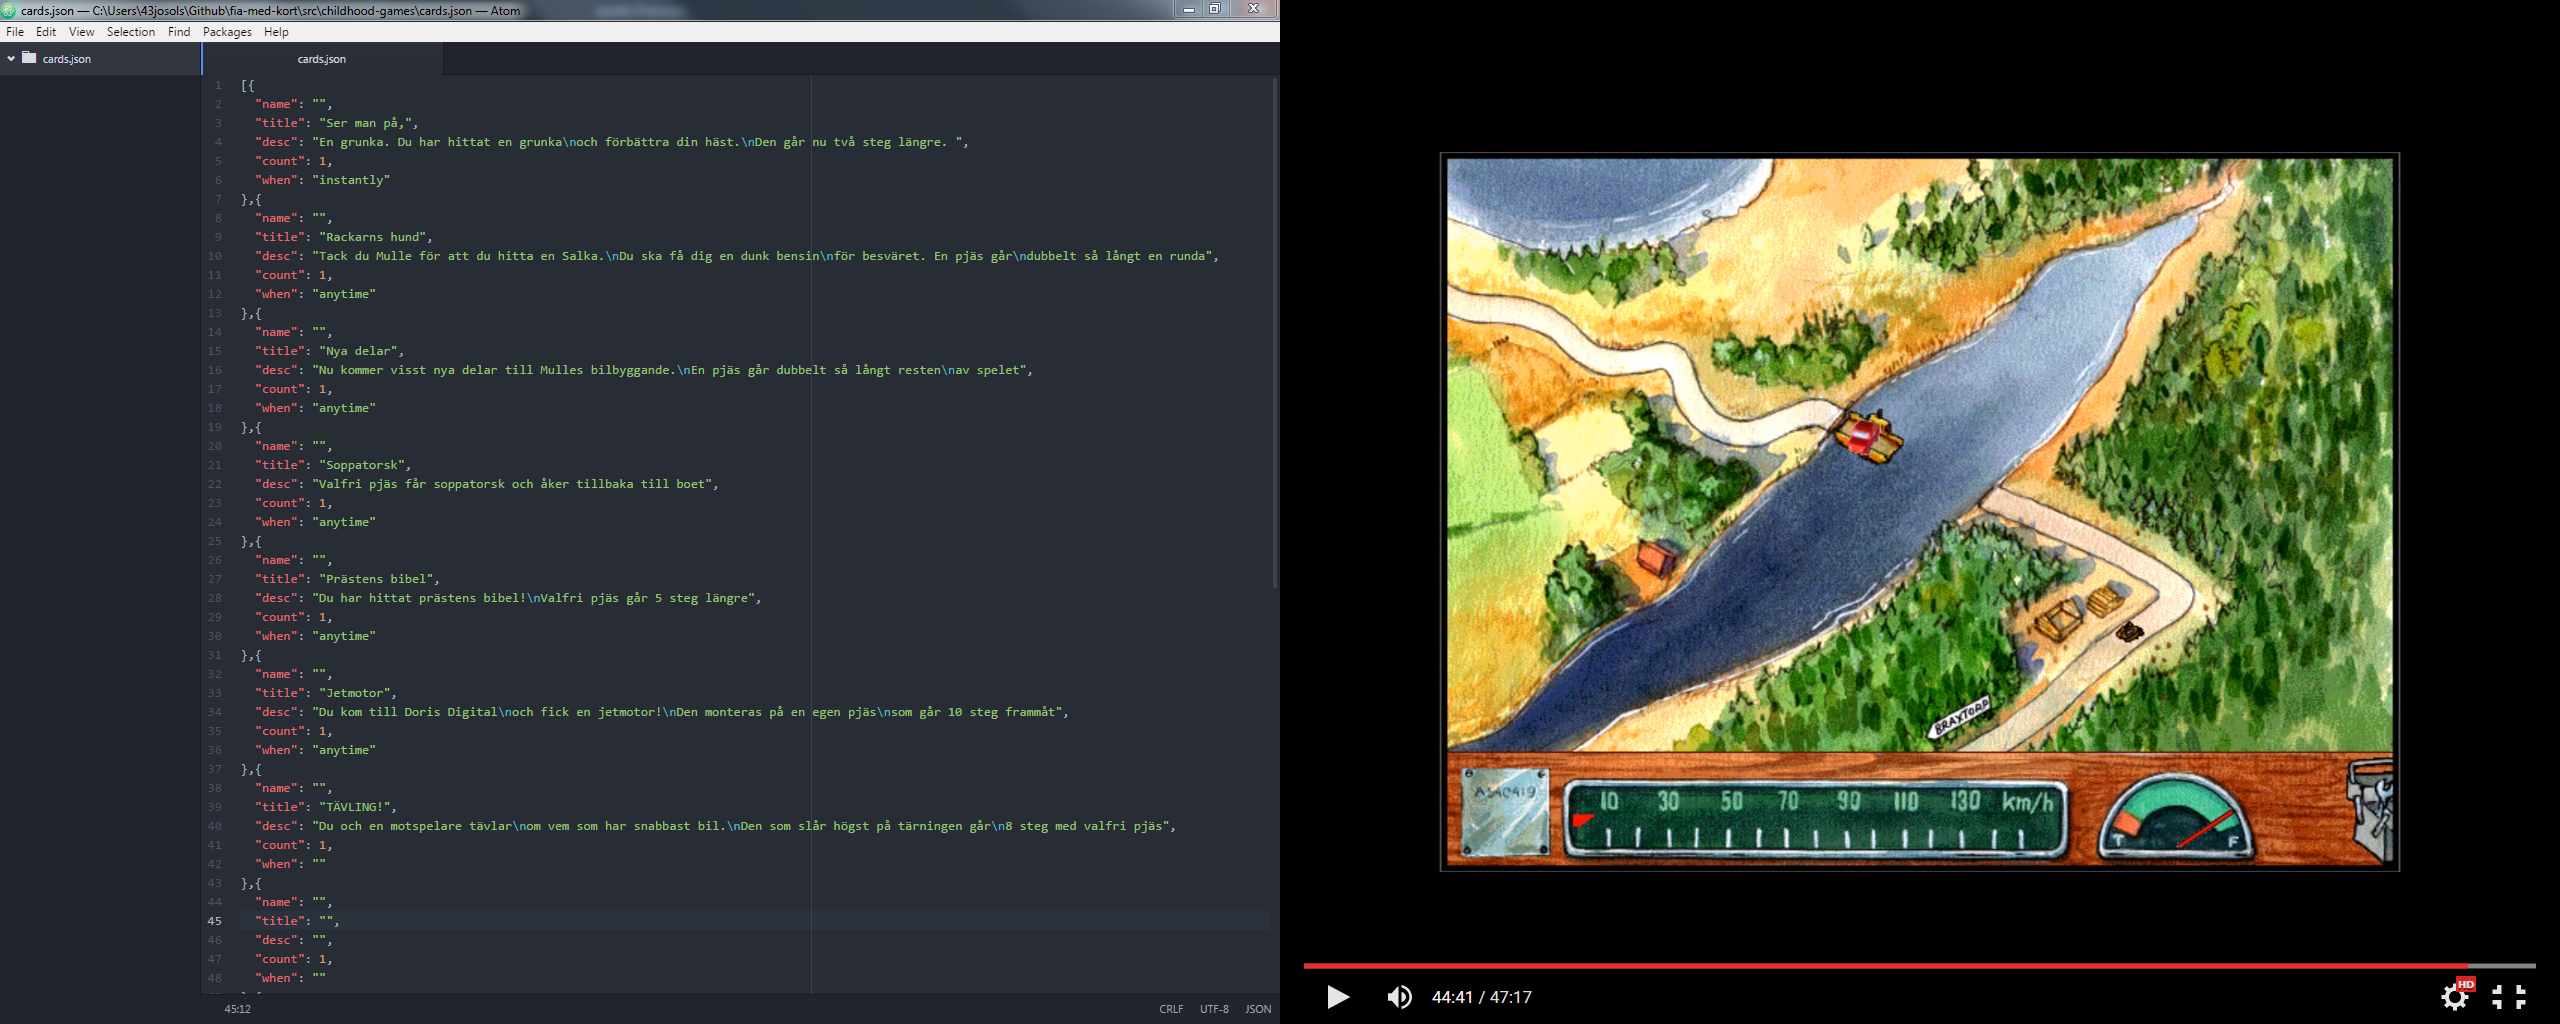 cards.json — C:\Users\43josols\Github\fia-med-kort\src\childhood-games\cards.json — Atom
File Edit View Selection Find Packages Help
cards.json
cards.json
1 [{
2 "name": "",
3 "title": "Ser man på,",
4 "desc": "En grunka. Du har hittat en grunka\noch förbättra din häst.\nDen går nu två steg längre. ",
5 "count": 1,
6 "when": "instantly"
7 },{
8 "name": "",
9 "title": "Rackarns hund",
10 "desc": "Tack du Mulle för att du hitta en Salka.\nDu ska få dig en dunk bensin\nför besväret. En pjäs går\ndubbelt så långt en runda",
11 "count": 1,
12 "when": "anytime"
13 },{
14 "name": "",
15 "title": "Nya delar",
16 "desc": "Nu kommer visst nya delar till Mulles bilbyggande.\nEn pjäs går dubbelt så långt resten\nav spelet",
17 "count": 1,
18 "when": "anytime"
19 },{
20 "name": "",
21 "title": "Soppatorsk",
22 "desc": "Valfri pjäs får soppatorsk och åker tillbaka till boet",
23 "count": 1,
24 "when": "anytime"
25 },{
26 "name": "",
27 "title": "Prästens bibel",
28 "desc": "Du har hittat prästens bibel!\nValfri pjäs går 5 steg längre",
29 "count": 1,
30 "when": "anytime"
31 },{
32 "name": "",
33 "title": "Jetmotor",
34 "desc": "Du kom till Doris Digital\noch fick en jetmotor!\nDen monteras på en egen pjäs\nsom går 10 steg frammåt",
35 "count": 1,
36 "when": "anytime"
37 },{
38 "name": "",
39 "title": "TÄVLING!",
40 "desc": "Du och en motspelare tävlar\nom vem som har snabbast bil.\nDen som slår högst på tärningen går\n8 steg med valfri pjäs",
41 "count": 1,
42 "when": ""
43 },{
44 "name": "",
45 "title": "",
46 "desc": "",
47 "count": 1,
48 "when": ""
45:12
CRLF UTF-8 JSON
BRAXTORP
10 30 50 70 90 110 130 km/h
T F
44:41 / 47:17
HD